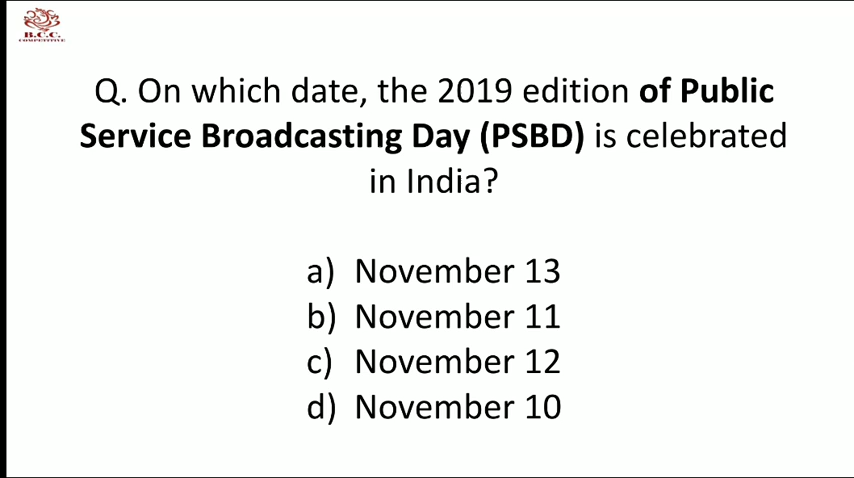 B.C.C.
COMPETITIVE
Q. On which date, the 2019 edition of Public
Service Broadcasting Day (PSBD) is celebrated
in India?
a) November 13
b) November 11
c) November 12
d) November 10